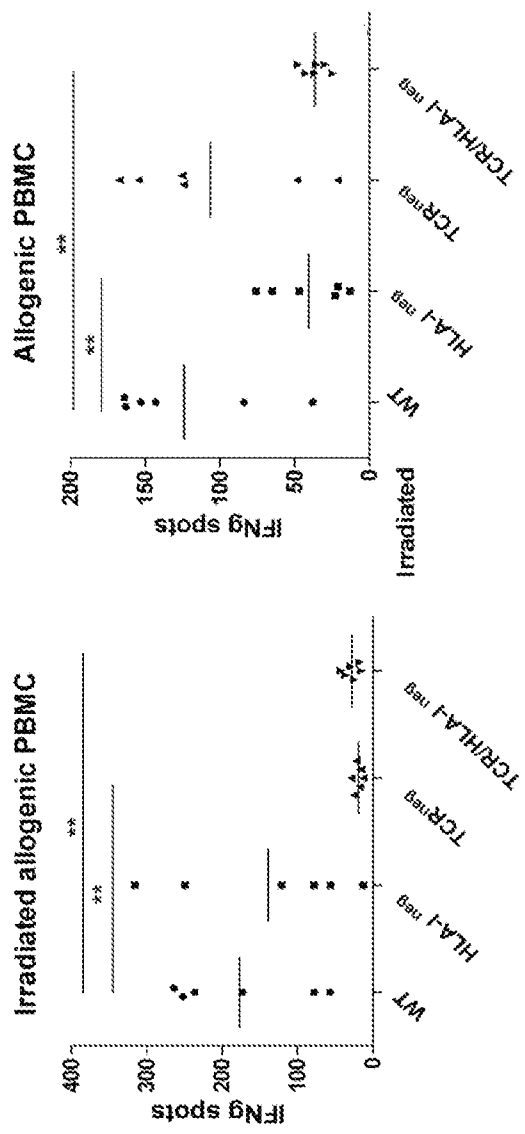 Irradiated allogenic PBMC
**
**
IFNg spots
400
300
200
100
0
WT
HLA-I neg
TCRneg
TCR/HLA-I neg
Allogenic PBMC
**
**
IFNg spots
200
150
100
50
0
Irradiated
WT
HLA-I neg
TCRneg
TCR/HLA-I neg